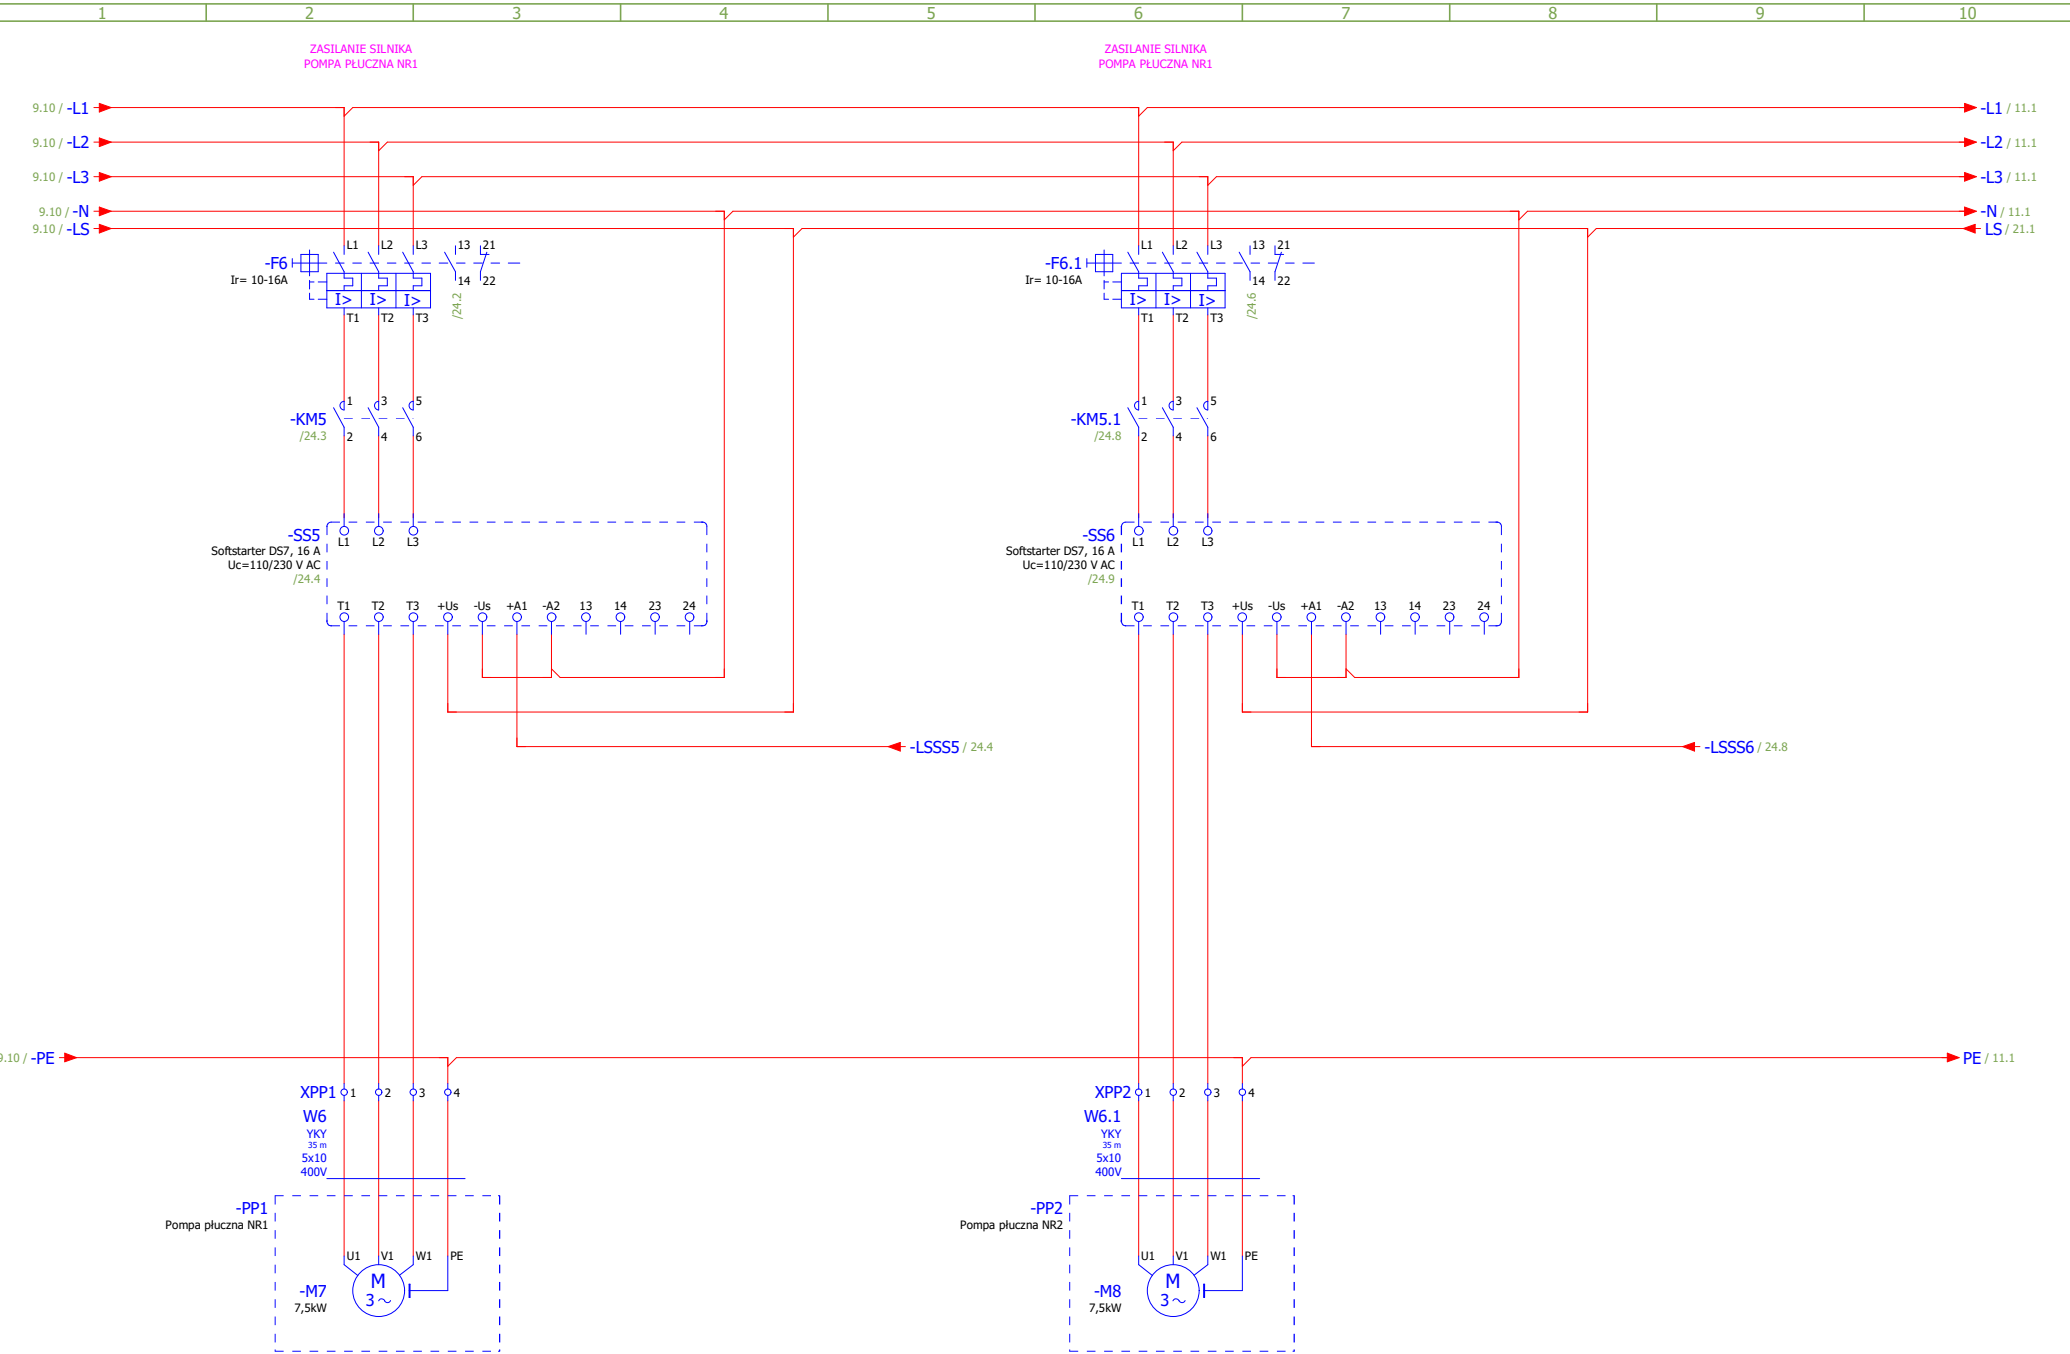 1 2 3 4 5 6 7 8 9 10
ZASILANIE SILNIKA
POMPA PŁUCZNA NR1
ZASILANIE SILNIKA
POMPA PŁUCZNA NR1
9.10 / -L1
-L1 / 11.1
9.10 / -L2
-L2 / 11.1
9.10 / -L3
-L3 / 11.1
9.10 / -N
-N / 11.1
9.10 / -LS
LS / 21.1
L1 L2 L3 13 21
-F6
Ir= 10-16A
14 22
I> I> I>
T1 T2 T3
/24.2
L1 L2 L3 13 21
-F6.1
Ir= 10-16A
14 22
I> I> I>
T1 T2 T3
/24.6
1 3 5
-KM5
/24.3
2 4 6
1 3 5
-KM5.1
/24.8
2 4 6
-SS5
Softstarter DS7, 16 A
Uc=110/230 V AC
/24.4
L1 L2 L3
T1 T2 T3 +Us -Us +A1 -A2 13 14 23 24
-SS6
Softstarter DS7, 16 A
Uc=110/230 V AC
/24.9
L1 L2 L3
T1 T2 T3 +Us -Us +A1 -A2 13 14 23 24
-LSSS5 / 24.4
-LSSS6 / 24.8
9.10 / -PE
PE / 11.1
XPP1 1 2 3 4
W6
YKY
35 m
5x10
400V
XPP2 1 2 3 4
W6.1
YKY
35 m
5x10
400V
-PP1
Pompa płuczna NR1
U1 V1 W1 PE
-M7
7,5kW
M
3~
-PP2
Pompa płuczna NR2
U1 V1 W1 PE
-M8
7,5kW
M
3~